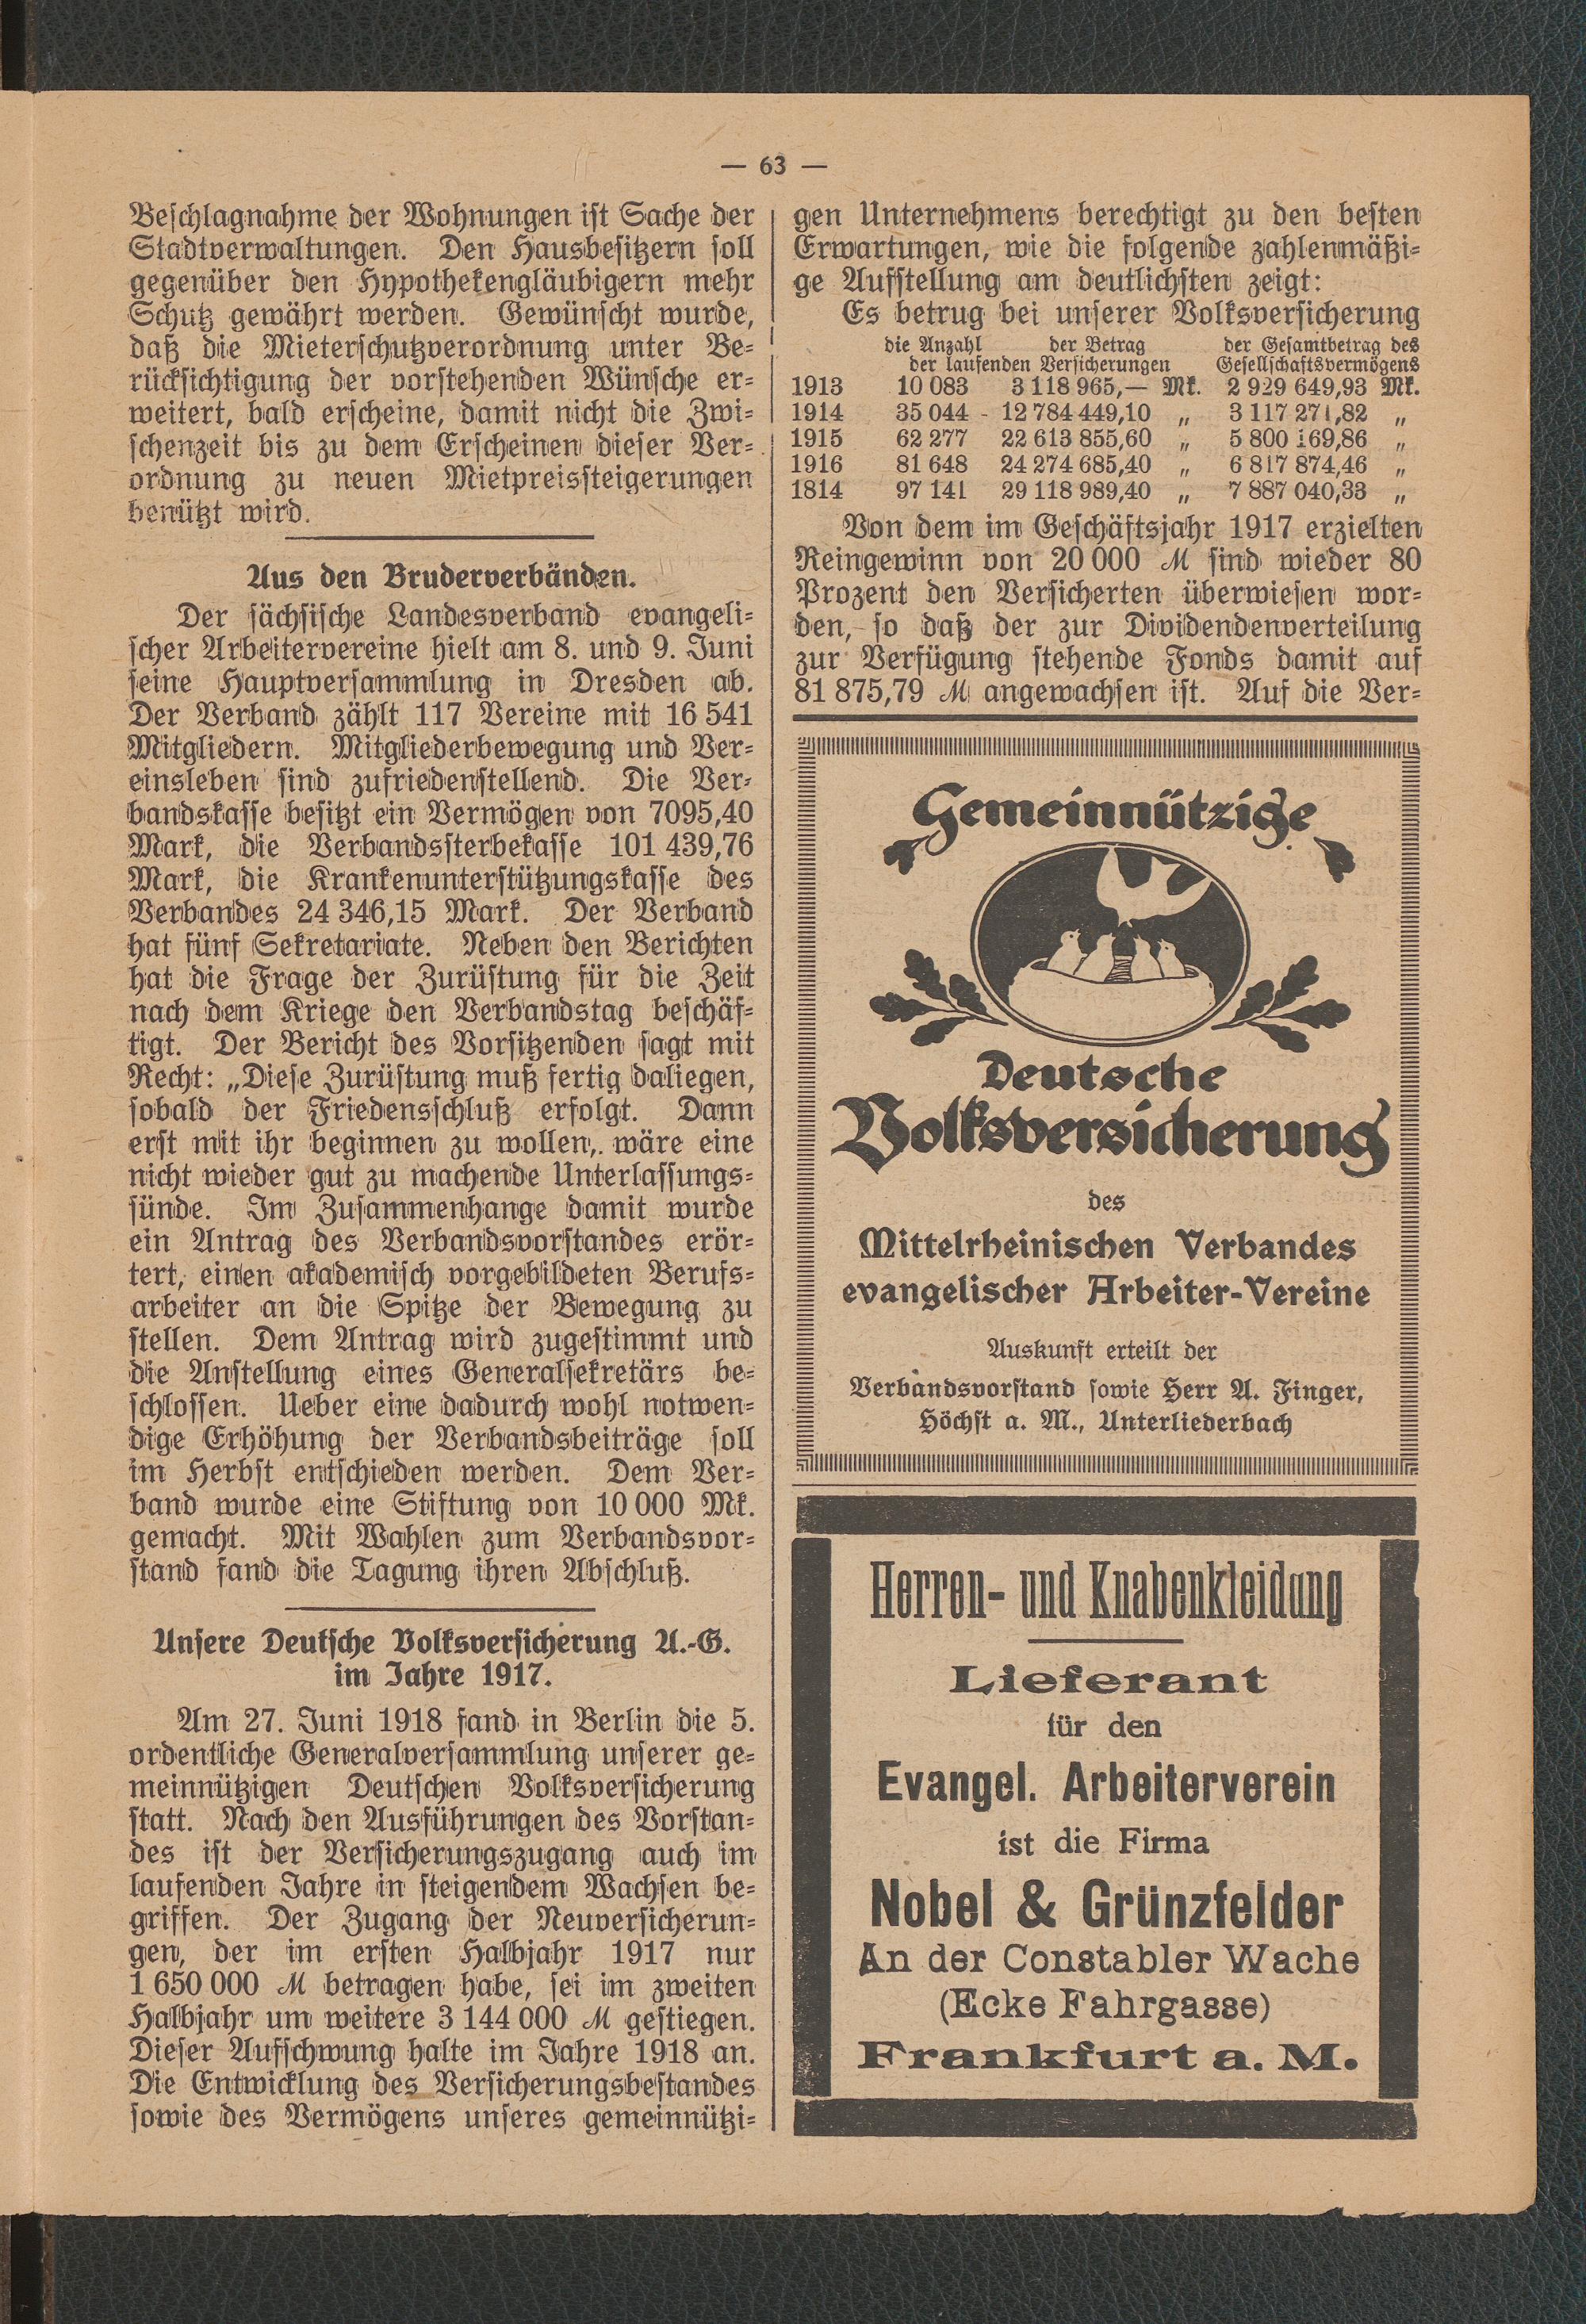 — 63 —
Beschlagnahme der Wohnungen ist Sache der
Stadtverwaltungen. Den Hausbesitzern soll
gegenüber den Hypothekengläubigern mehr
Schutz gewährt werden. Gewünscht wurde,
daß die Mieterschutzverordnung unter Be-
rücksichtigung der vorstehenden Wünsche er-
weitert, bald erscheine, damit nicht die Zwi-
schenzeit bis zu dem Erscheinen dieser Ver-
ordnung zu neuen Mietpreissteigerungen
benützt wird.
Aus den Bruderverbänden.
Der sächsische Landesverband evangeli-
scher Arbeitervereine hielt am 8. und 9. Juni
seine Hauptversammlung in Dresden ab.
Der Verband zählt 117 Vereine mit 16 541
Mitgliedern. Mitgliederbewegung und Ver-
einsleben sind zufriedenstellend. Die Ver-
bandskasse besitzt ein Vermögen von 7095,40
Mark, die Verbandssterbekasse 101 439,76
Mark, die Krankenunterstützungskasse des
Verbandes 24 346,15 Mark. Der Verband
hat fünf Sekretariate. Neben den Berichten
hat die Frage der Zurüstung für die Zeit
nach dem Kriege den Verbandstag beschäf-
tigt. Der Bericht des Vorsitzenden sagt mit
Recht: „Diese Zurüstung muß fertig daliegen,
sobald der Friedensschluß erfolgt. Dann
erst mit ihr beginnen zu wollen,. wäre eine
nicht wieder gut zu machende Unterlassungs-
sünde. Im Zusammenhange damit wurde
ein Antrag des Verbandsvorstandes erör-
tert, einen akademisch vorgebildeten Berufs-
arbeiter an die Spitze der Bewegung zu
stellen. Dem Antrag wird zugestimmt und
die Anstellung eines Generalsekretärs be-
schlossen. Ueber eine dadurch wohl notwen-
dige Erhöhung der Verbandsbeiträge soll
im Herbst entschieden werden. Dem Ver-
band wurde eine Stiftung von 10 000 Mk.
gemacht. Mit Wahlen zum Verbandsvor-
stand fand die Tagung ihren Abschluß.
Unsere Deutsche Volksversicherung A.-G.
im Jahre 1917.
Am 27. Juni 1918 fand in Berlin die 5.
ordentliche Generalversammlung unserer ge-
meinnützigen Deutschen Volksversicherung
statt. Nach den Ausführungen des Vorstan-
des ist der Versicherungszugang auch im
laufenden Jahre in steigendem Wachsen be-
griffen. Der Zugang der Neuversicherun-
gen, der im ersten Halbjahr 1917 nur
1 650 000 M betragen habe, sei im zweiten
Halbjahr um weitere 3 144 000 M gestiegen.
Dieser Aufschwung halte im Jahre 1918 an.
Die Entwicklung des Versicherungsbestandes
sowie des Vermögens unseres gemeinnützi-
gen Unternehmens berechtigt zu den besten
Erwartungen, wie die folgende zahlenmäßi-
ge Aufstellung am deutlichsten zeigt:
Es betrug bei unserer Volksversicherung
die Anzahl der Betrag der Gesamtbetrag des
der laufenden Versicherungen Gesellschaftsvermögens
1913 10 083 3 118 965,— Mk. 2 929 649,93 Mk.
1914 35 044 - 12 784 449,10 „ 3 117 271,82 „
1915 62 277 22 613 855,60 „ 5 800 169,86 „
1916 81 648 24 274 685,40 „ 6 817 874,46 „
1814 97 141 29 118 989,40 „ 7 887 040,33 „
Von dem im Geschäftsjahr 1917 erzielten
Reingewinn von 20 000 M sind wieder 80
Prozent den Versicherten überwiesen wor-
den, so daß der zur Dividendenverteilung
zur Verfügung stehende Fonds damit auf
81 875,79 M angewachsen ist. Auf die Ver-
Gemeinnützige
Deutsche
Volksversicherung
des
Mittelrheinischen Verbandes
evangelischer Arbeiter-Vereine
Auskunft erteilt der
Verbandsvorstand sowie Herr A. Finger,
Höchst a. M., Unterliederbach
Herren- und Knabenkleidung
Lieferant
für den
Evangel. Arbeiterverein
ist die Firma
Nobel & Grünzfelder
An der Constabler Wache
(Ecke Fahrgasse)
Frankfurt a. M.